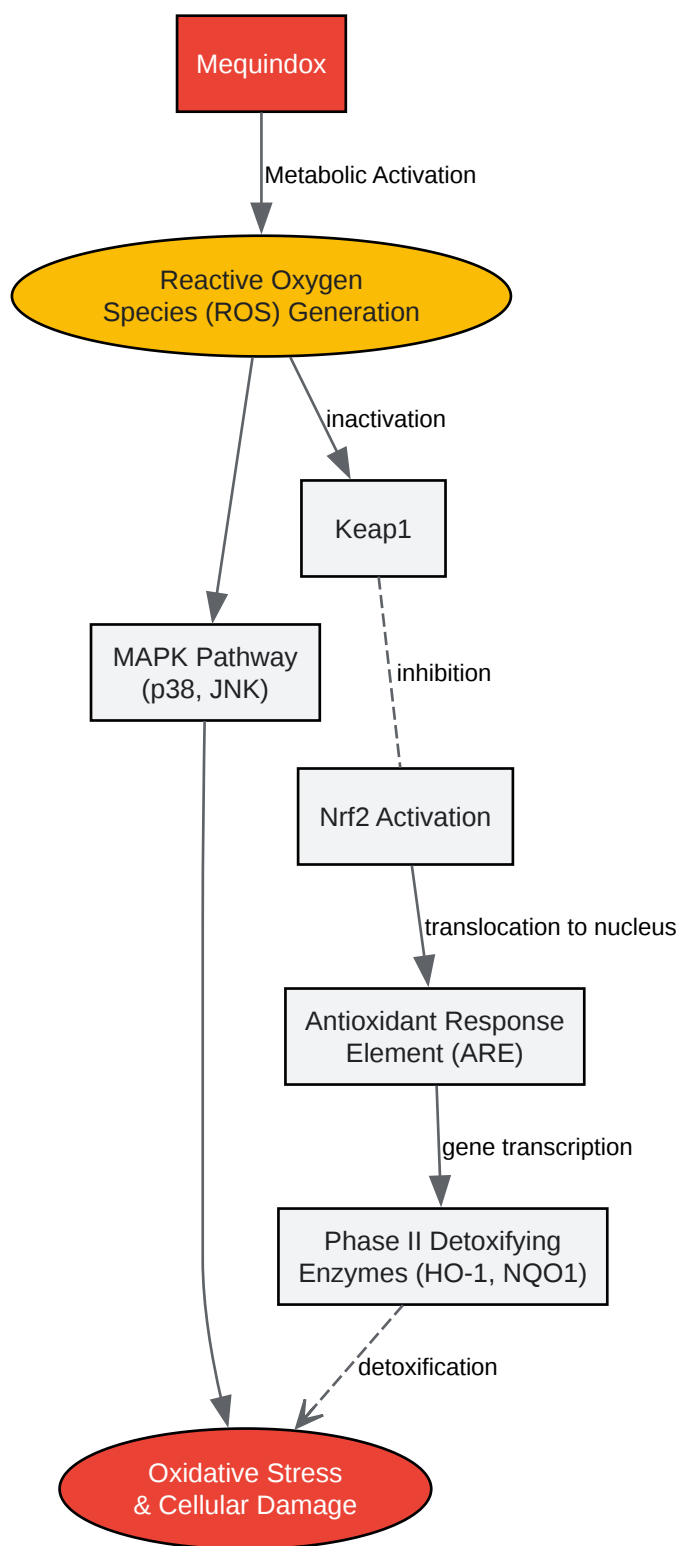 Mequindox
Metabolic Activation
Reactive Oxygen
Species (ROS) Generation
inactivation
Keap1
MAPK Pathway
(p38, JNK)
inhibition
Nrf2 Activation
translocation to nucleus
Antioxidant Response
Element (ARE)
gene transcription
Phase II Detoxifying
Enzymes (HO-1, NQO1)
detoxification
Oxidative Stress
& Cellular Damage